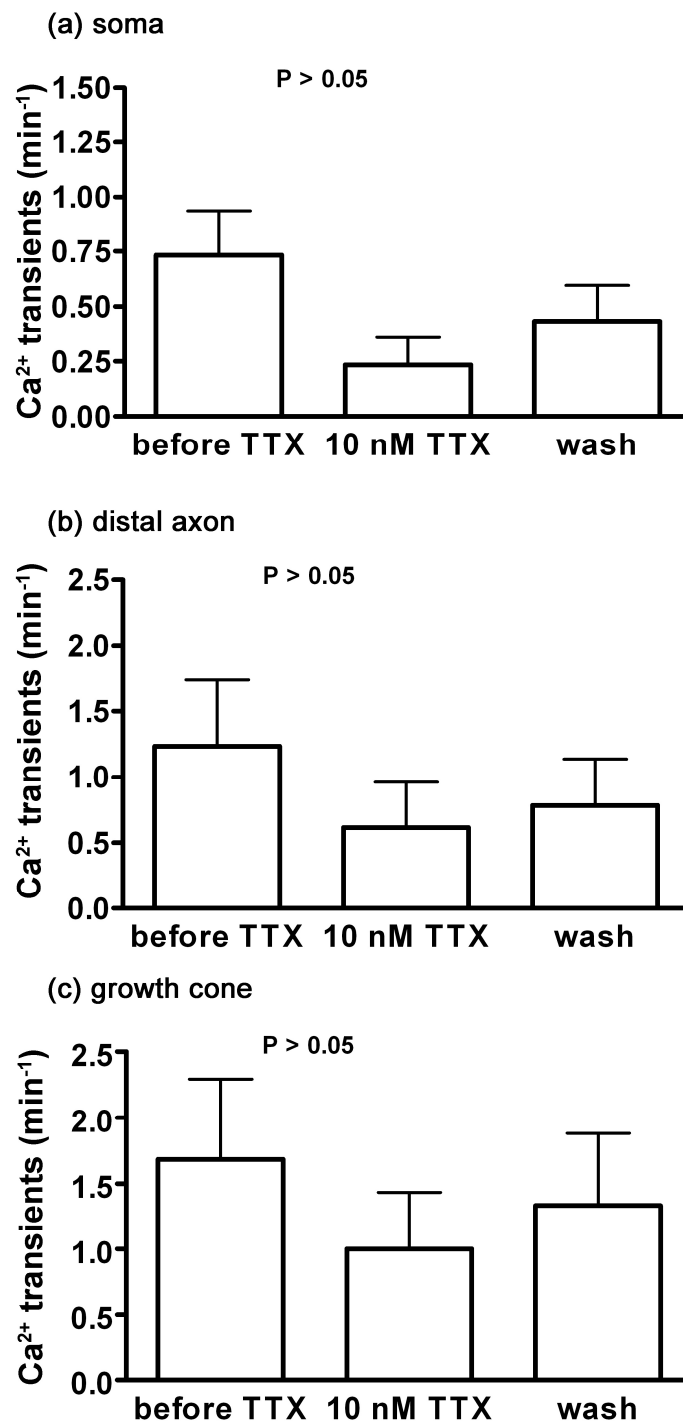 (a) soma
P > 0.05
Ca²⁺ transients (min⁻¹)
1.50
1.25
1.00
0.75
0.50
0.25
0.00
before TTX 10 nM TTX wash
(b) distal axon
P > 0.05
Ca²⁺ transients (min⁻¹)
2.5
2.0
1.5
1.0
0.5
0.0
before TTX 10 nM TTX wash
(c) growth cone
P > 0.05
Ca²⁺ transients (min⁻¹)
2.5
2.0
1.5
1.0
0.5
0.0
before TTX 10 nM TTX wash